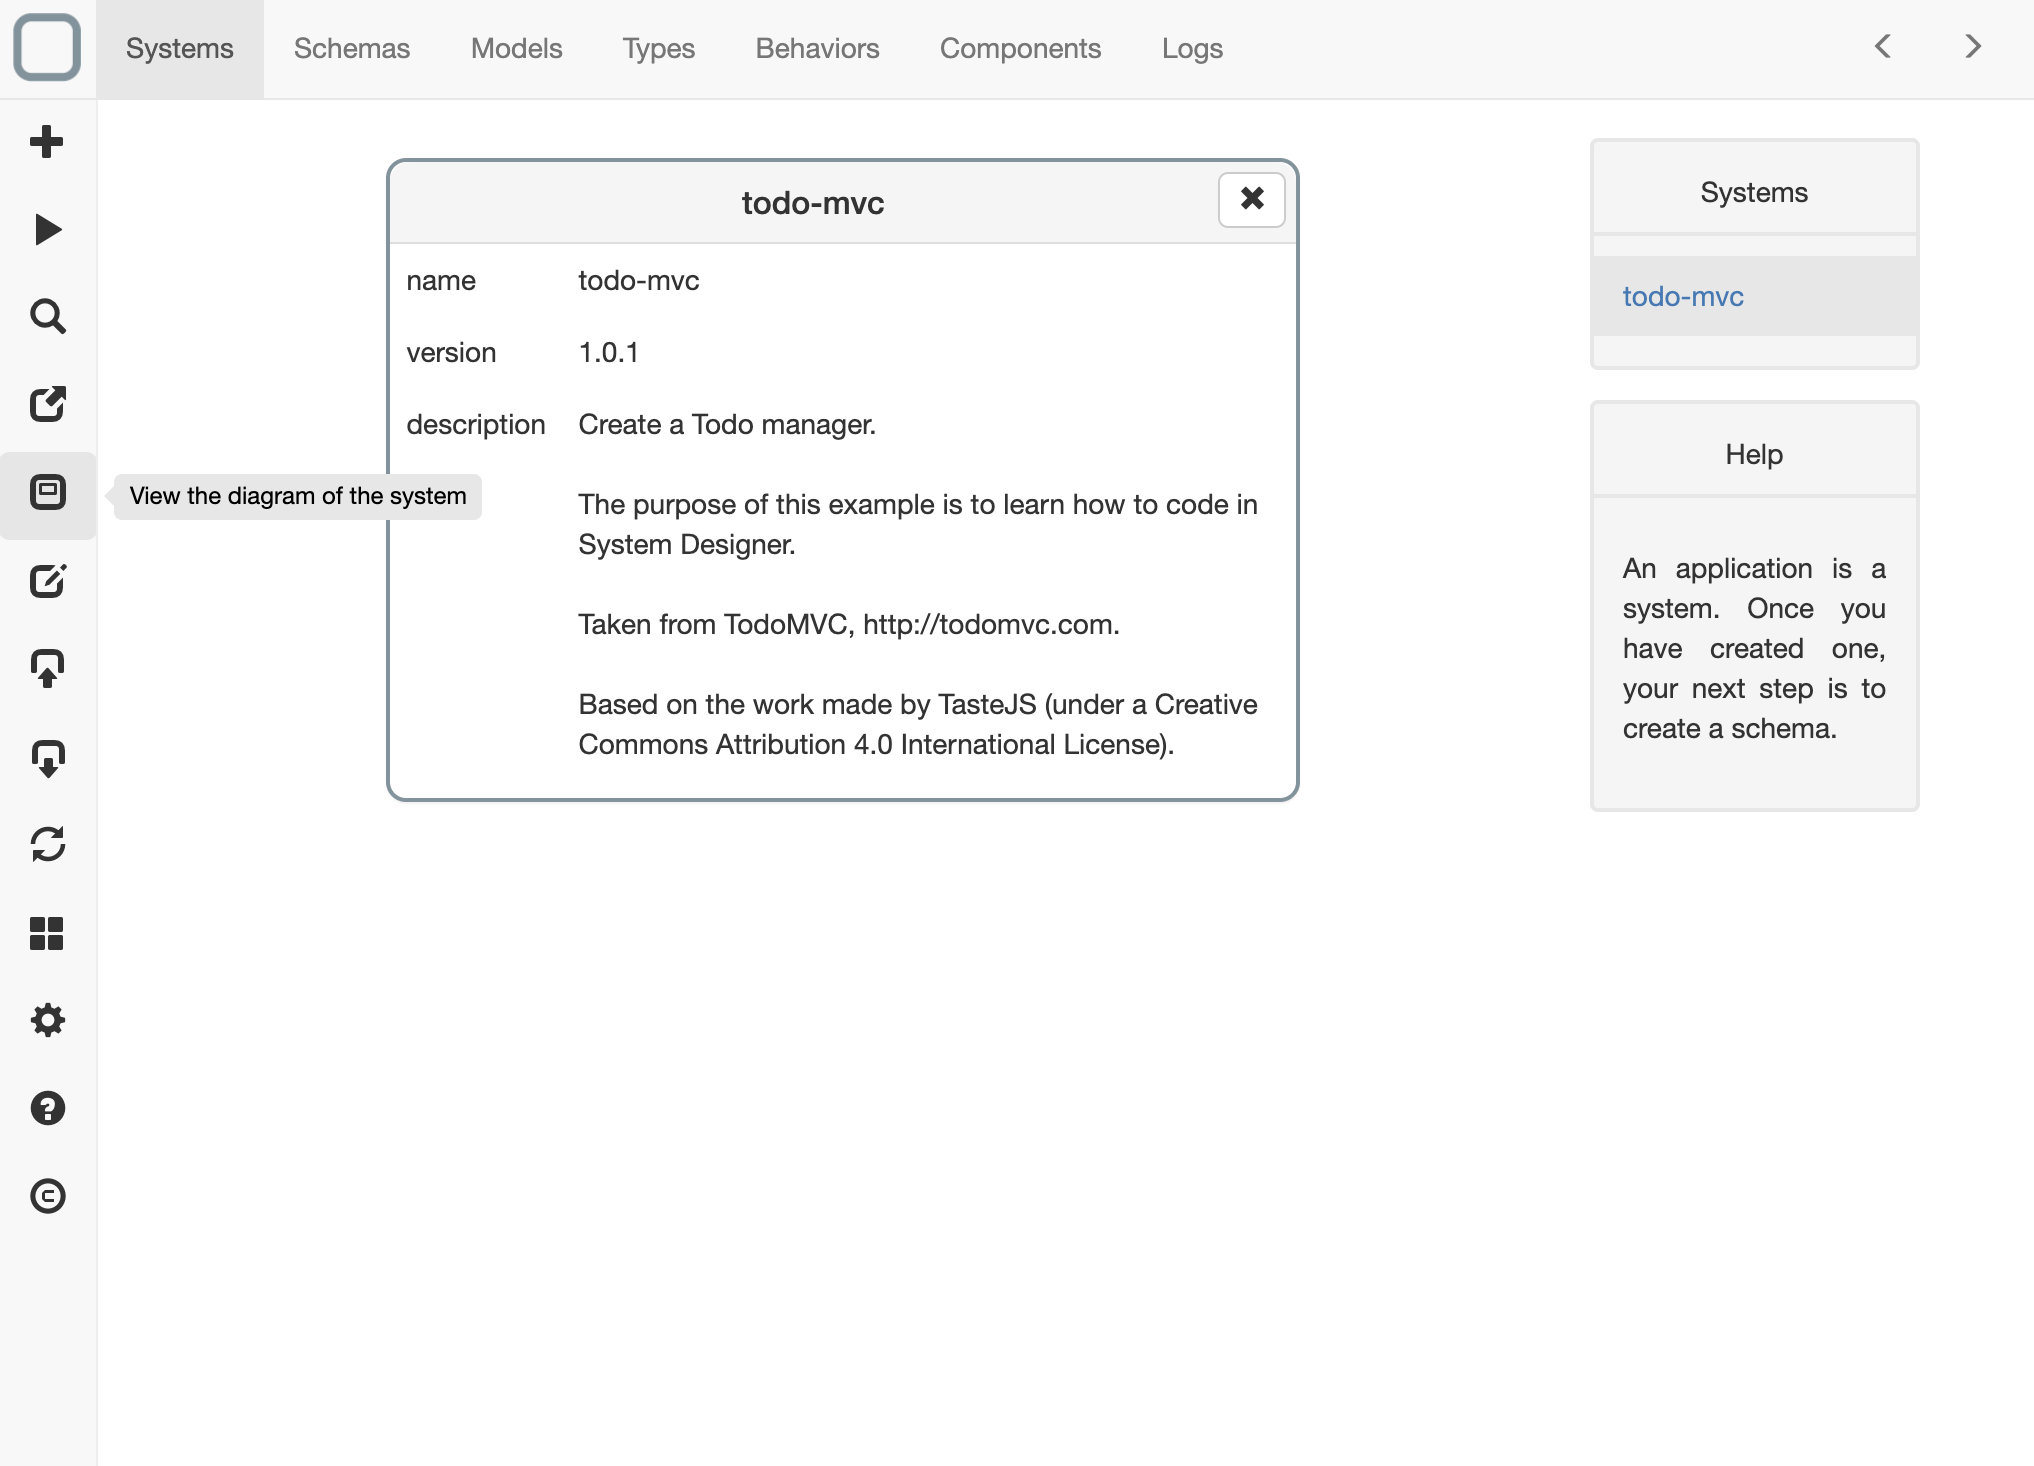 Systems
Schemas
Models
Types
Behaviors
Components
Logs
todo-mvc
name
todo-mvc
version
1.0.1
description
Create a Todo manager.
The purpose of this example is to learn how to code in
System Designer.
Taken from TodoMVC, http://todomvc.com.
Based on the work made by TasteJS (under a Creative
Commons Attribution 4.0 International License).
View the diagram of the system
Systems
todo-mvc
Help
An application is a
system. Once you
have created one,
your next step is to
create a schema.